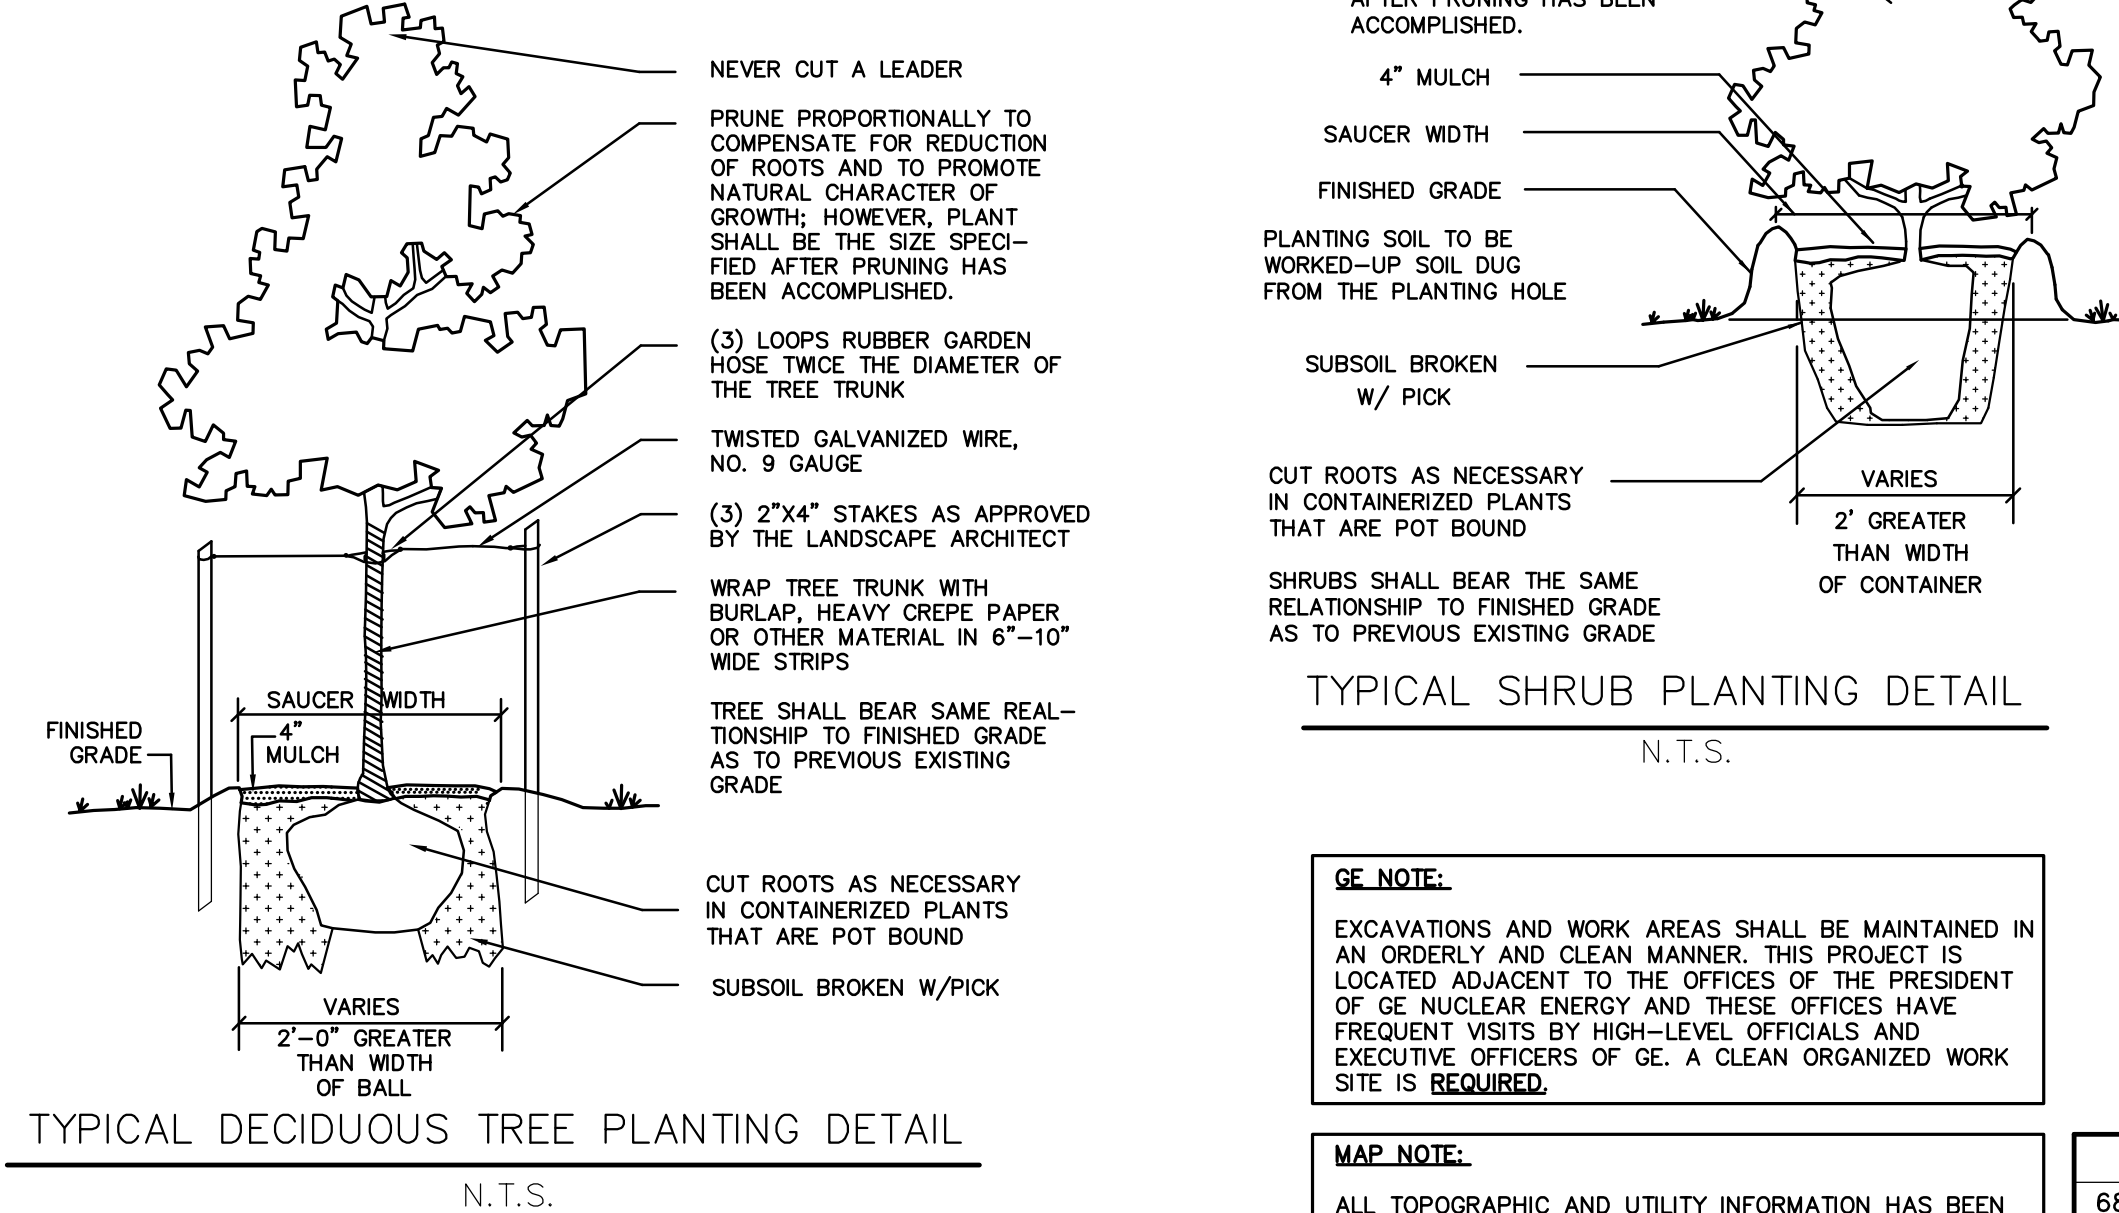 NEVER CUT A LEADER
PRUNE PROPORTIONALLY TO
COMPENSATE FOR REDUCTION
OF ROOTS AND TO PROMOTE
NATURAL CHARACTER OF
GROWTH; HOWEVER, PLANT
SHALL BE THE SIZE SPECI–
FIED AFTER PRUNING HAS
BEEN ACCOMPLISHED.
(3) LOOPS RUBBER GARDEN
HOSE TWICE THE DIAMETER OF
THE TREE TRUNK
TWISTED GALVANIZED WIRE,
NO. 9 GAUGE
(3) 2"X4" STAKES AS APPROVED
BY THE LANDSCAPE ARCHITECT
WRAP TREE TRUNK WITH
BURLAP, HEAVY CREPE PAPER
OR OTHER MATERIAL IN 6"–10"
WIDE STRIPS
TREE SHALL BEAR SAME REAL–
TIONSHIP TO FINISHED GRADE
AS TO PREVIOUS EXISTING
GRADE
SAUCER WIDTH
4"
MULCH
FINISHED
GRADE
CUT ROOTS AS NECESSARY
IN CONTAINERIZED PLANTS
THAT ARE POT BOUND
SUBSOIL BROKEN W/PICK
VARIES
2'–0" GREATER
THAN WIDTH
OF BALL
TYPICAL DECIDUOUS TREE PLANTING DETAIL
N.T.S.
AFTER PRUNING HAS BEEN
ACCOMPLISHED.
4" MULCH
SAUCER WIDTH
FINISHED GRADE
PLANTING SOIL TO BE
WORKED–UP SOIL DUG
FROM THE PLANTING HOLE
SUBSOIL BROKEN
W/ PICK
CUT ROOTS AS NECESSARY
IN CONTAINERIZED PLANTS
THAT ARE POT BOUND
VARIES
2' GREATER
THAN WIDTH
OF CONTAINER
SHRUBS SHALL BEAR THE SAME
RELATIONSHIP TO FINISHED GRADE
AS TO PREVIOUS EXISTING GRADE
TYPICAL SHRUB PLANTING DETAIL
N.T.S.
GE NOTE:
EXCAVATIONS AND WORK AREAS SHALL BE MAINTAINED IN
AN ORDERLY AND CLEAN MANNER. THIS PROJECT IS
LOCATED ADJACENT TO THE OFFICES OF THE PRESIDENT
OF GE NUCLEAR ENERGY AND THESE OFFICES HAVE
FREQUENT VISITS BY HIGH–LEVEL OFFICIALS AND
EXECUTIVE OFFICERS OF GE. A CLEAN ORGANIZED WORK
SITE IS REQUIRED.
MAP NOTE:
ALL TOPOGRAPHIC AND UTILITY INFORMATION HAS BEEN